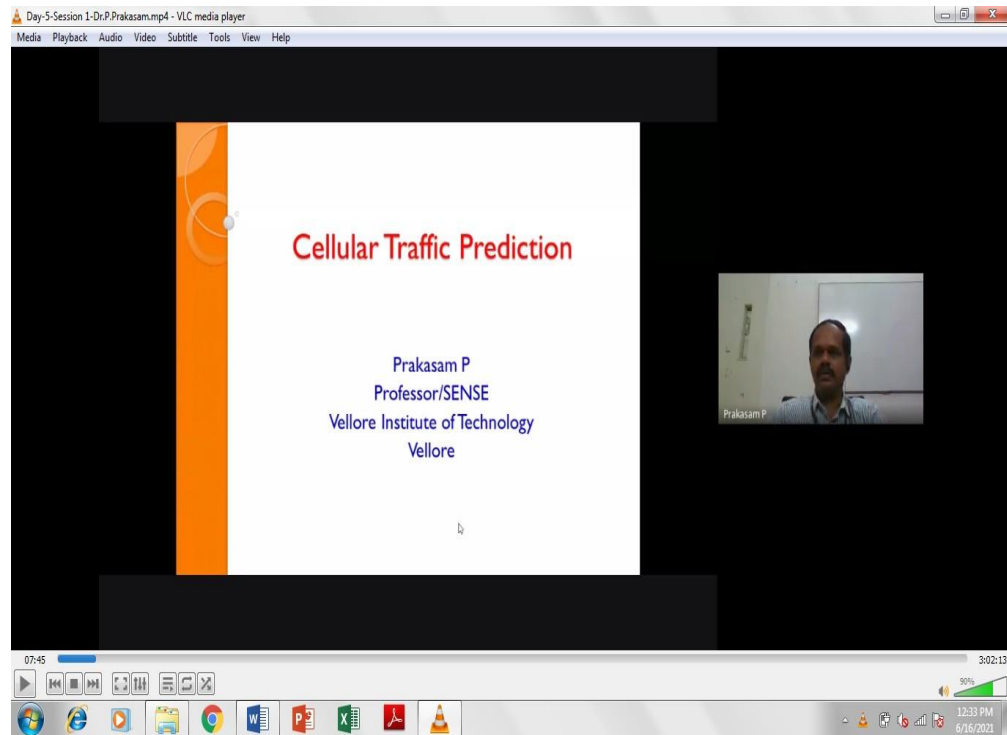 Day-5-Session 1-Dr.P.Prakasam.mp4 - VLC media player
Media Playback Audio Video Subtitle Tools View Help
Cellular Traffic Prediction
Prakasam P
Professor/SENSE
Vellore Institute of Technology
Vellore
Prakasam P
07:45
3:02:13
90%
12:33 PM
6/16/2021